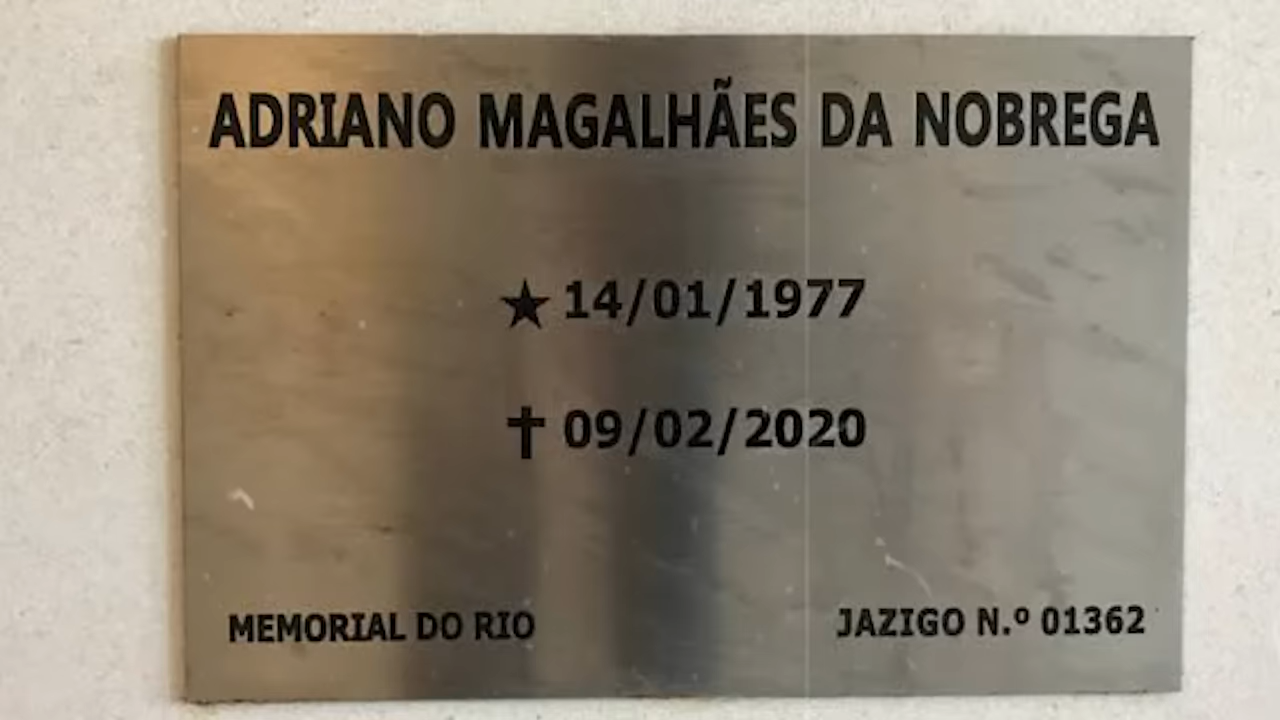 ADRIANO MAGALHÃES DA NOBREGA
★ 14/01/1977
✝ 09/02/2020
MEMORIAL DO RIO
JAZIGO N.º 01362